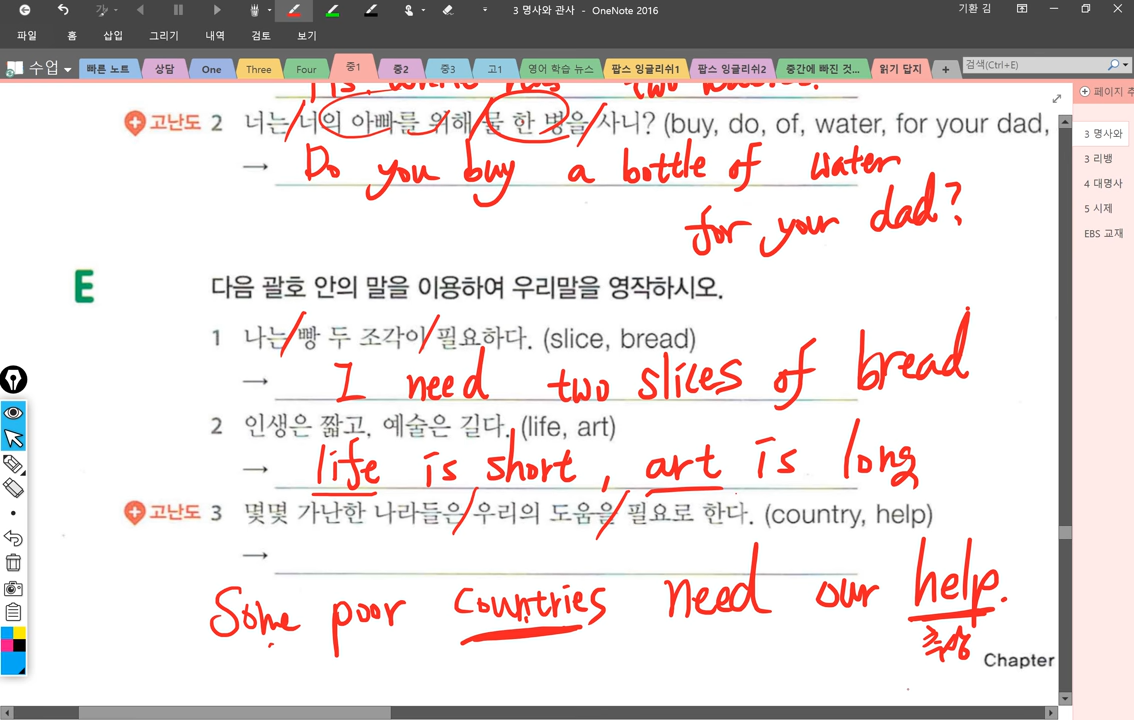 3 명사와 관사 - OneNote 2016
기환 김
파일 홈 삽입 그리기 내역 검토 보기
수업 빠른 노트 상담 One Three Four 중1 중2 중3 고1 영어 학습 뉴스 팝스 잉글리쉬1 팝스 잉글리쉬2 중간에 빠진 것... 읽기 답지 + 검색(Ctrl+E)
페이지 추
3 명사와
3 리뱅
4 대명사
5 시제
EBS 교재
has two
고난도 2 너는 너의 아빠를 위해 물 한 병을 사니? (buy, do, of, water, for your dad,
→ Do you buy a bottle of water
for your dad?
E 다음 괄호 안의 말을 이용하여 우리말을 영작하시오.
1 나는 빵 두 조각이 필요하다. (slice, bread)
→ I need two slices of bread
2 인생은 짧고, 예술은 길다. (life, art)
→ life is short, art is long
고난도 3 몇몇 가난한 나라들은 우리의 도움을 필요로 한다. (country, help)
→
Some poor countries need our help.
추상
Chapter